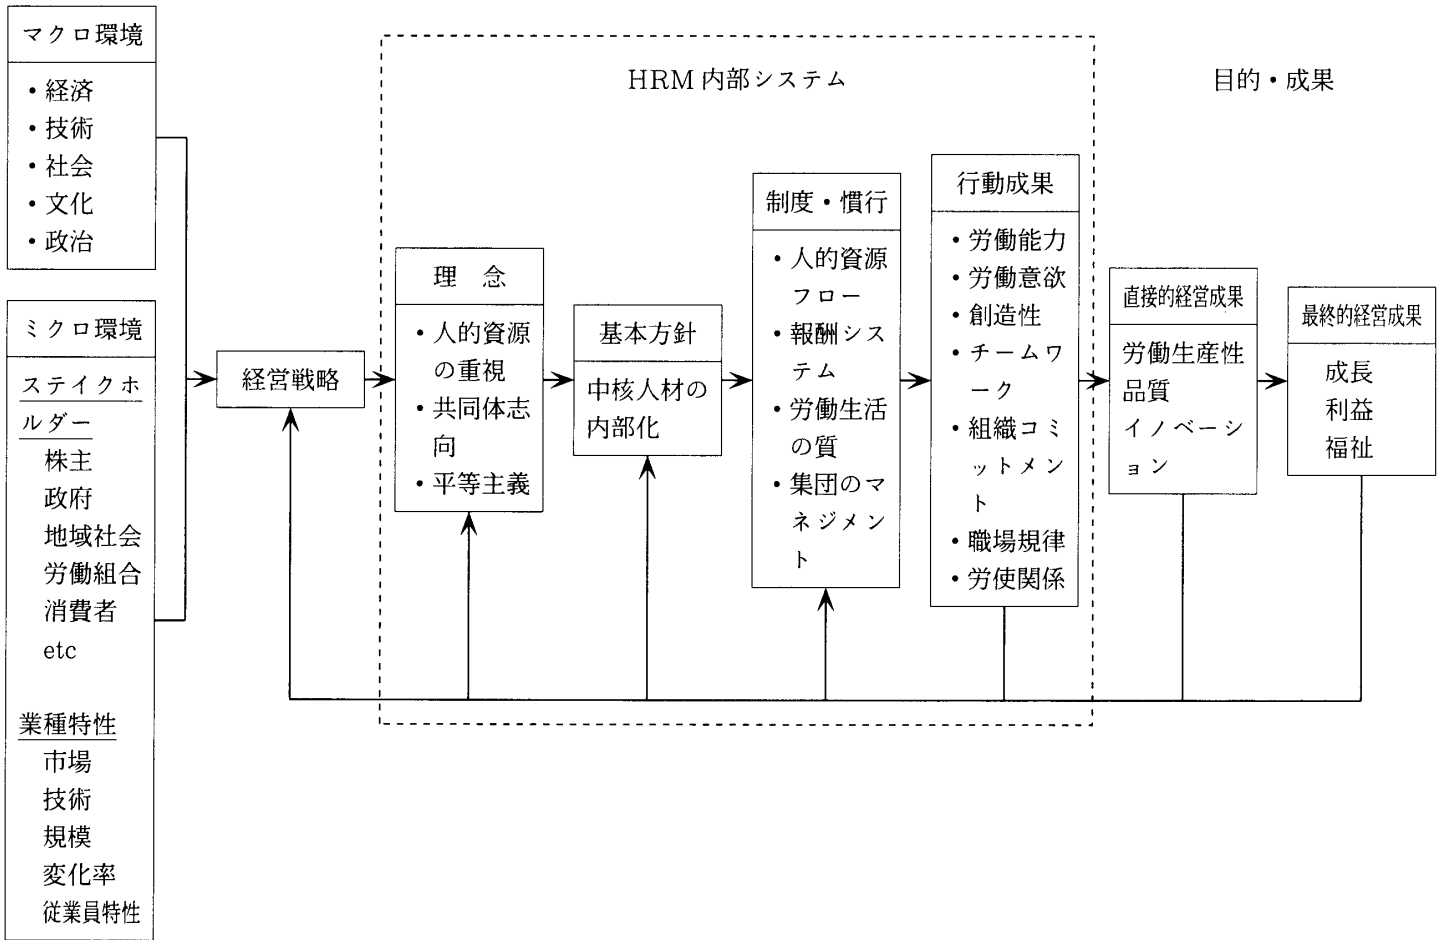 マクロ環境
・経済
・技術
・社会
・文化
・政治
ミクロ環境
ステイクホ
ルダー
株主
政府
地域社会
労働組合
消費者
etc
業種特性
市場
技術
規模
変化率
従業員特性
経営戦略
HRM 内部システム
理　念
・人的資源
の重視
・共同体志
向
・平等主義
基本方針
中核人材の
内部化
制度・慣行
・人的資源
フロー
・報酬シス
テム
・労働生活
の質
・集団のマ
ネジメン
ト
行動成果
・労働能力
・労働意欲
・創造性
・チームワ
ーク
・組織コミ
ットメン
ト
・職場規律
・労使関係
目的・成果
直接的経営成果
労働生産性
品質
イノベーシ
ョン
最終的経営成果
成長
利益
福祉